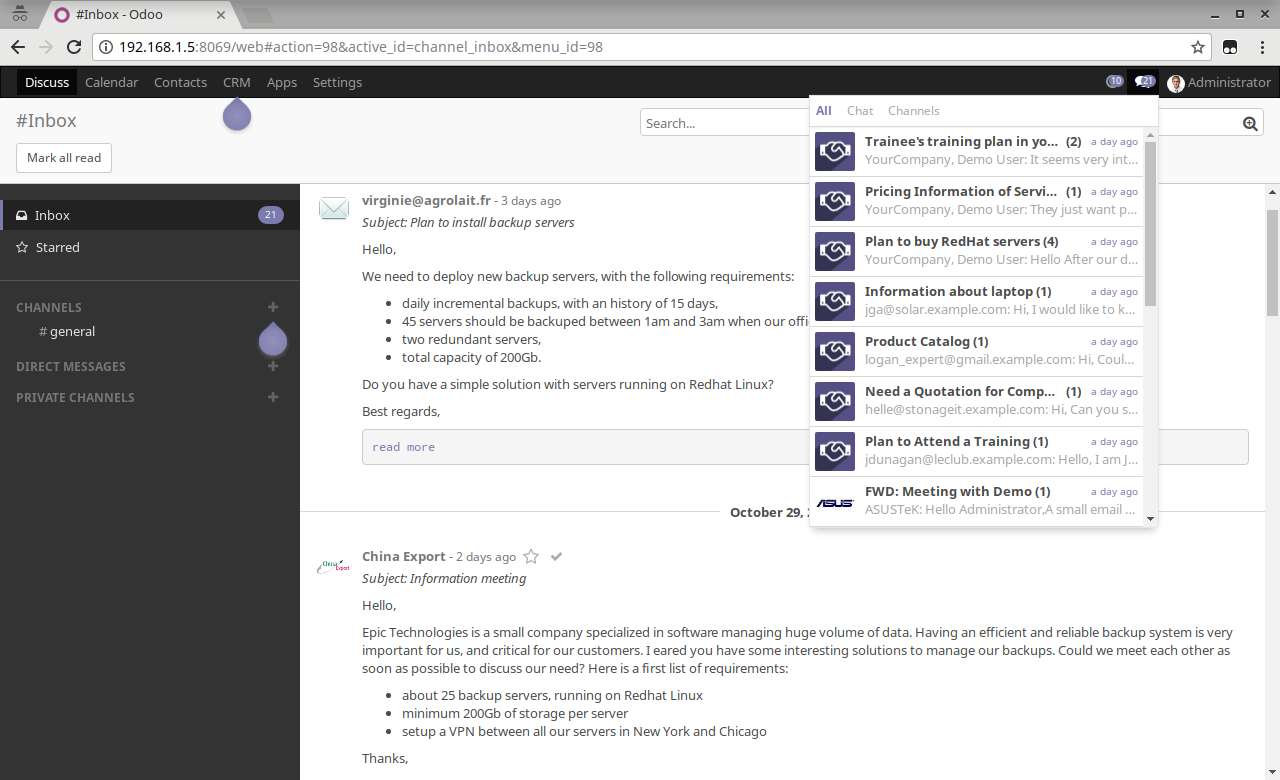 #Inbox - Odoo
192.168.1.5:8069/web#action=98&active_id=channel_inbox&menu_id=98
Discuss Calendar Contacts CRM Apps Settings 10 21 Administrator
#Inbox
Search...
Mark all read
Inbox 21
Starred
CHANNELS +
# general
DIRECT MESSAGES +
PRIVATE CHANNELS +
virginie@agrolait.fr - 3 days ago
Subject: Plan to install backup servers
Hello,
We need to deploy new backup servers, with the following requirements:
• daily incremental backups, with an history of 15 days,
• 45 servers should be backuped between 1am and 3am when our offi
• two redundant servers,
• total capacity of 200Gb.
Do you have a simple solution with servers running on Redhat Linux?
Best regards,
read more
October 29,
China Export - 2 days ago
Subject: Information meeting
China
Export
Hello,
Epic Technologies is a small company specialized in software managing huge volume of data. Having an efficient and reliable backup system is very
important for us, and critical for our customers. I eared you have some interesting solutions to manage our backups. Could we meet each other as
soon as possible to discuss our need? Here is a first list of requirements:
• about 25 backup servers, running on Redhat Linux
• minimum 200Gb of storage per server
• setup a VPN between all our servers in New York and Chicago
Thanks,
All Chat Channels
Trainee's training plan in yo... (2) a day ago
YourCompany, Demo User: It seems very int...
Pricing Information of Servi... (1) a day ago
YourCompany, Demo User: They just want p...
Plan to buy RedHat servers (4) a day ago
YourCompany, Demo User: Hello After our d...
Information about laptop (1) a day ago
jga@solar.example.com: Hi, I would like to k...
Product Catalog (1) a day ago
logan_expert@gmail.example.com: Hi, Coul...
Need a Quotation for Comp... (1) a day ago
helle@stonageit.example.com: Hi, Can you s...
Plan to Attend a Training (1) a day ago
jdunagan@leclub.example.com: Hello, I am J...
FWD: Meeting with Demo (1) a day ago
ASUS ASUSTeK: Hello Administrator,A small email ...